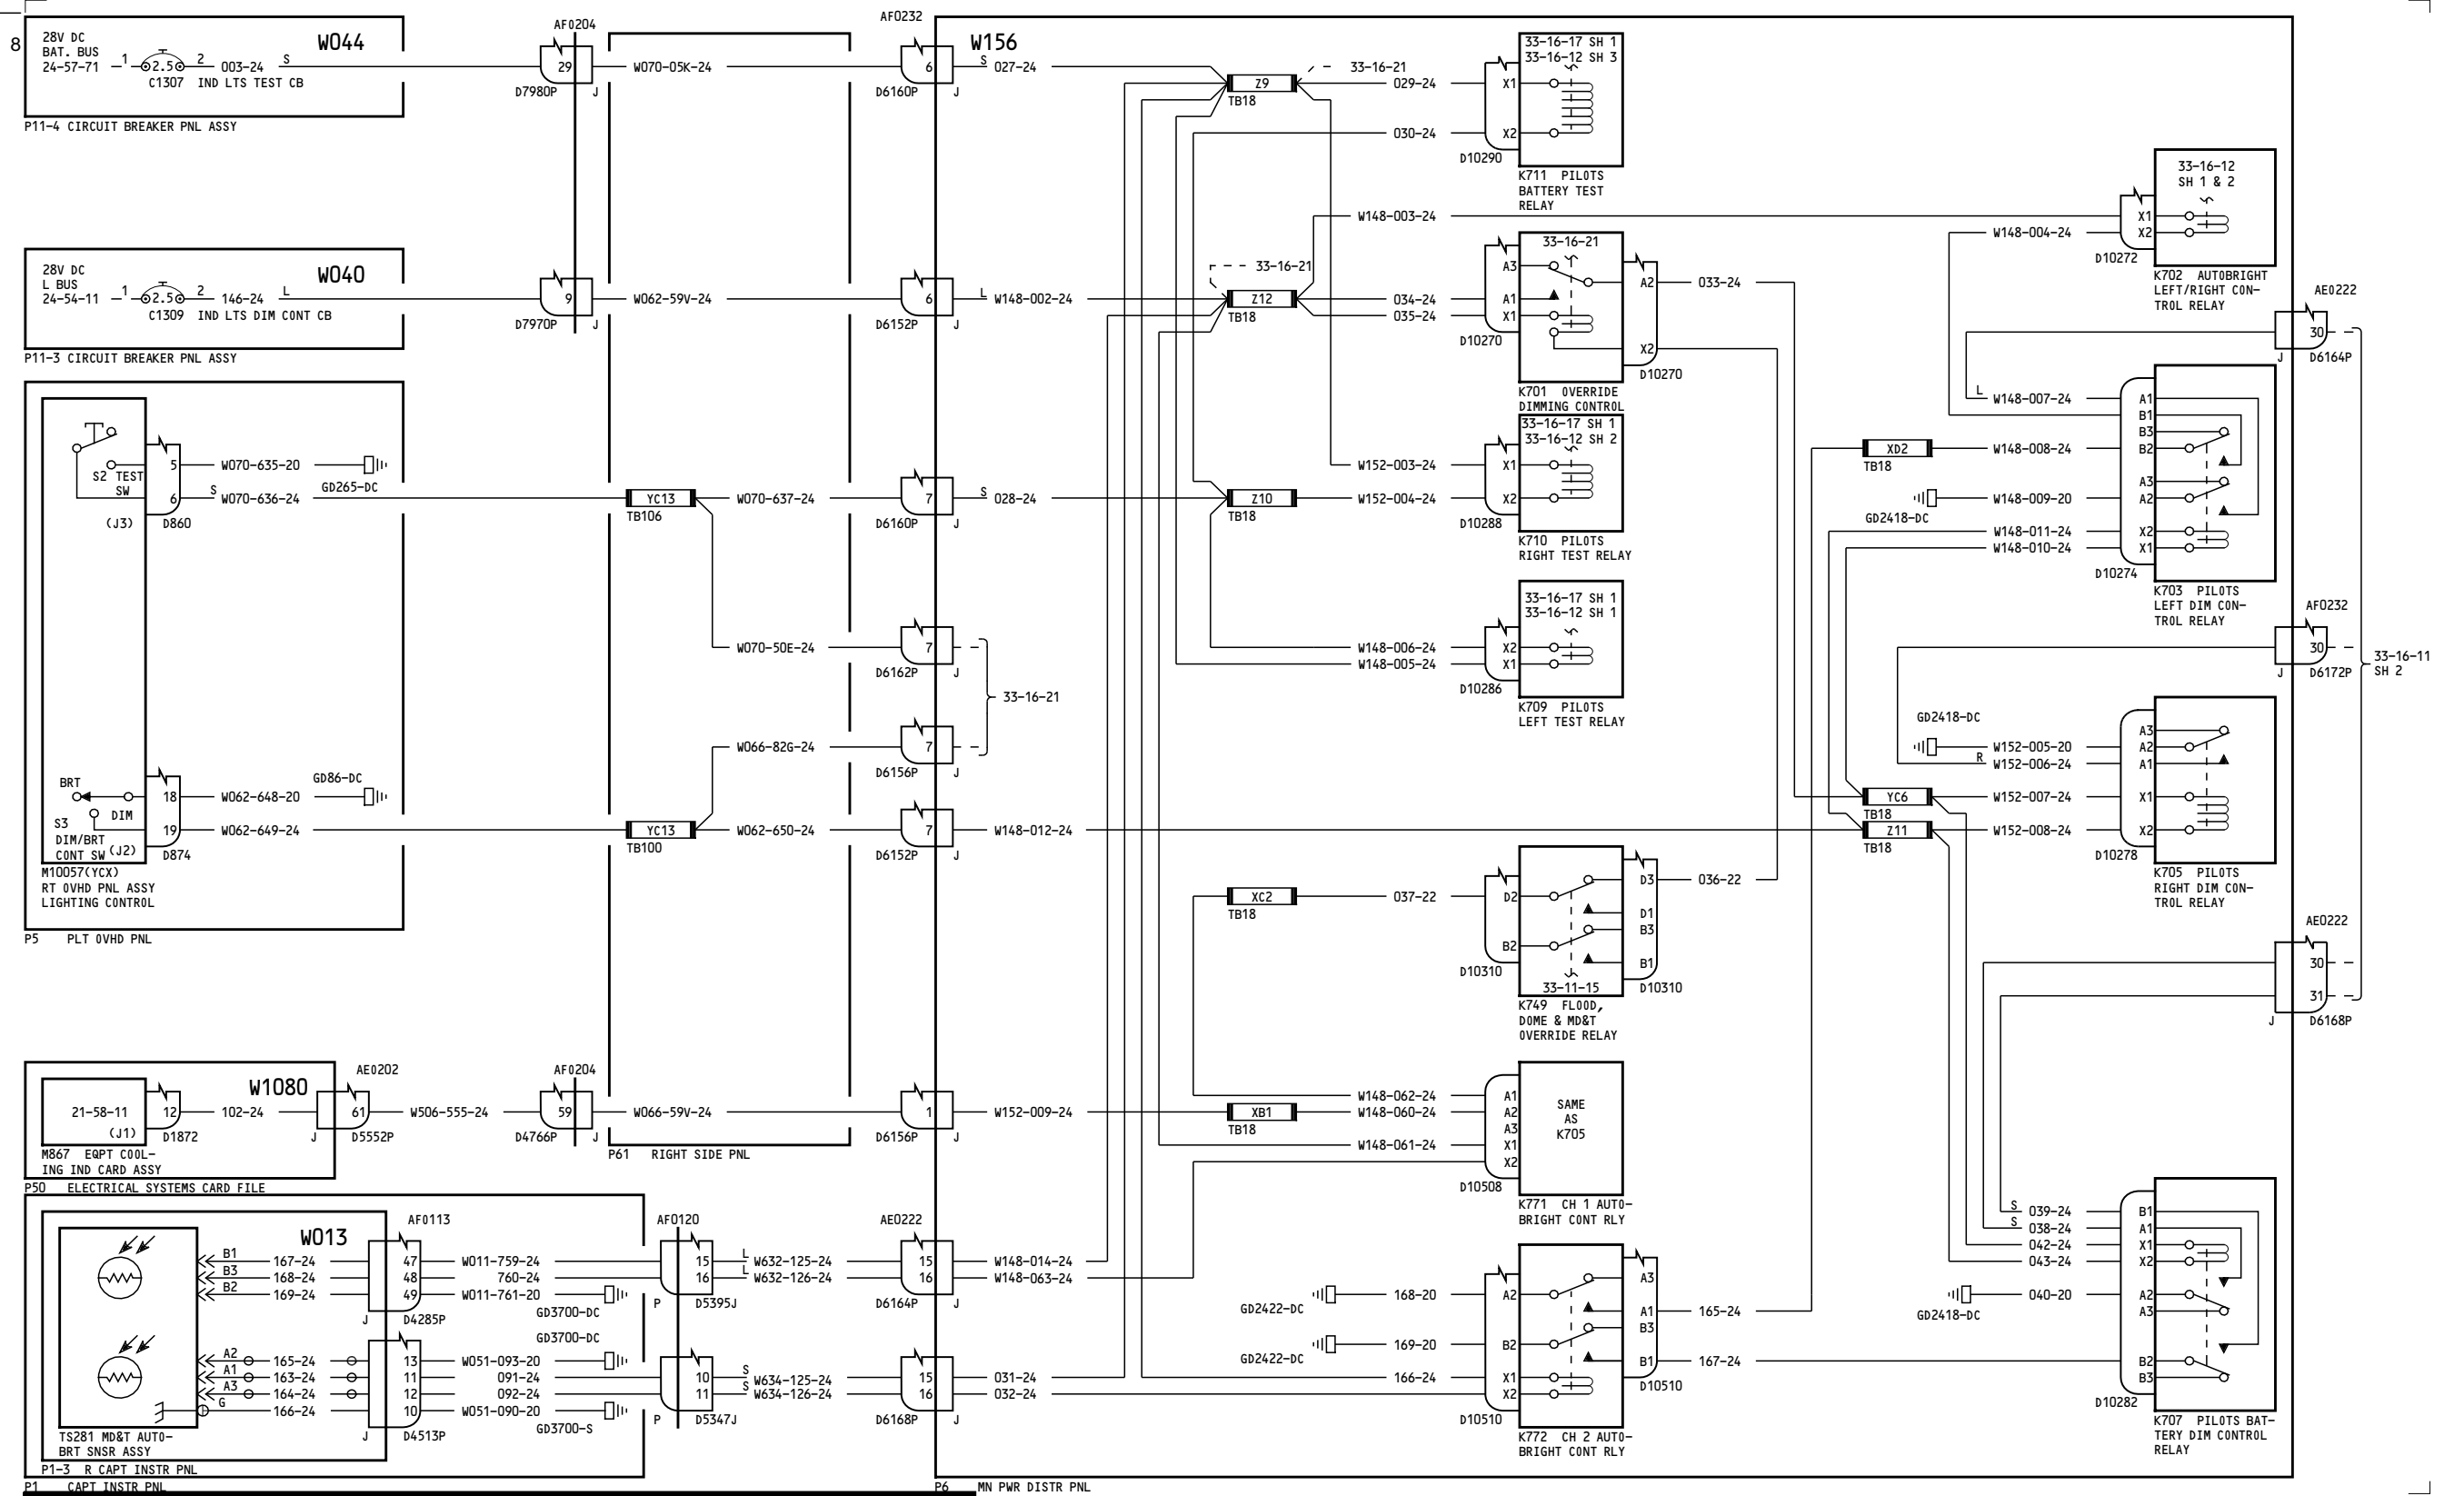 8
28V DC
BAT. BUS
24-57-71
1
2.5
2
003-24
S
C1307 IND LTS TEST CB
W044
P11-4 CIRCUIT BREAKER PNL ASSY
AF0204
29
D7980P
J
W070-05K-24
AF0232
6
D6160P
J
W156
S
027-24
28V DC
L BUS
24-54-11
1
2.5
2
146-24
L
C1309 IND LTS DIM CONT CB
W040
P11-3 CIRCUIT BREAKER PNL ASSY
9
D7970P
J
W062-59V-24
6
D6152P
J
L
W148-002-24
S2 TEST
SW
(J3)
5
6
D860
W070-635-20
S
W070-636-24
GD265-DC
YC13
TB106
W070-637-24
7
D6160P
J
S
028-24
W070-50E-24
7
D6162P
J
33-16-21
W066-82G-24
7
D6156P
J
BRT
DIM
S3
DIM/BRT
CONT SW
(J2)
18
19
D874
W062-648-20
GD86-DC
W062-649-24
YC13
TB100
W062-650-24
7
D6152P
J
W148-012-24
M10057(YCX)
RT OVHD PNL ASSY
LIGHTING CONTROL
P5 PLT OVHD PNL
21-58-11
(J1)
12
D1872
W1080
102-24
AE0202
61
J
D5552P
W506-555-24
AF0204
59
D4766P
J
W066-59V-24
1
D6156P
J
W152-009-24
M867 EQPT COOL-
ING IND CARD ASSY
P50 ELECTRICAL SYSTEMS CARD FILE
P61 RIGHT SIDE PNL
W013
B1
167-24
B3
168-24
B2
169-24
AF0113
47
48
49
J
D4285P
W011-759-24
760-24
W011-761-20
GD3700-DC
AF0120
15
16
P
D5395J
L
W632-125-24
L
W632-126-24
AE0222
15
16
D6164P
J
W148-014-24
W148-063-24
A2
165-24
A1
163-24
A3
164-24
G
166-24
13
11
12
10
J
D4513P
GD3700-DC
W051-093-20
091-24
092-24
W051-090-20
GD3700-S
10
11
P
D5347J
S
W634-125-24
S
W634-126-24
15
16
D6168P
J
031-24
032-24
TS281 MD&T AUTO-
BRT SNSR ASSY
P1-3 R CAPT INSTR PNL
P1 CAPT INSTR PNL
P6 MN PWR DISTR PNL
Z9
TB18
33-16-21
029-24
030-24
X1
X2
D10290
33-16-17 SH 1
33-16-12 SH 3
K711 PILOTS
BATTERY TEST
RELAY
W148-003-24
33-16-21
Z12
TB18
034-24
035-24
A3
A1
X1
D10270
33-16-21
A2
X2
D10270
033-24
K701 OVERRIDE
DIMMING CONTROL
33-16-17 SH 1
33-16-12 SH 2
W152-003-24
X1
Z10
TB18
W152-004-24
X2
D10288
K710 PILOTS
RIGHT TEST RELAY
33-16-17 SH 1
33-16-12 SH 1
W148-006-24
X2
W148-005-24
X1
D10286
K709 PILOTS
LEFT TEST RELAY
XC2
TB18
037-22
D2
B2
D10310
D3
D1
B3
B1
D10310
036-22
33-11-15
K749 FLOOD,
DOME & MD&T
OVERRIDE RELAY
W148-062-24
A1
XB1
TB18
W148-060-24
A2
A3
W148-061-24
X1
X2
D10508
SAME
AS
K705
K771 CH 1 AUTO-
BRIGHT CONT RLY
GD2422-DC
168-20
A2
GD2422-DC
169-20
B2
166-24
X1
X2
D10510
A3
A1
B3
B1
D10510
165-24
167-24
K772 CH 2 AUTO-
BRIGHT CONT RLY
33-16-12
SH 1 & 2
X1
W148-004-24
X2
D10272
K702 AUTOBRIGHT
LEFT/RIGHT CON-
TROL RELAY
AE0222
30
J
D6164P
L
W148-007-24
A1
B1
B3
XD2
TB18
W148-008-24
B2
A3
GD2418-DC
W148-009-20
A2
W148-011-24
X2
W148-010-24
X1
D10274
K703 PILOTS
LEFT DIM CON-
TROL RELAY
AF0232
30
J
D6172P
33-16-11
SH 2
GD2418-DC
A3
W152-005-20
A2
R
W152-006-24
A1
YC6
TB18
W152-007-24
X1
Z11
TB18
W152-008-24
X2
D10278
K705 PILOTS
RIGHT DIM CON-
TROL RELAY
AE0222
30
31
J
D6168P
S
039-24
B1
S
038-24
A1
042-24
X1
043-24
X2
GD2418-DC
040-20
A2
A3
B2
B3
D10282
K707 PILOTS BAT-
TERY DIM CONTROL
RELAY